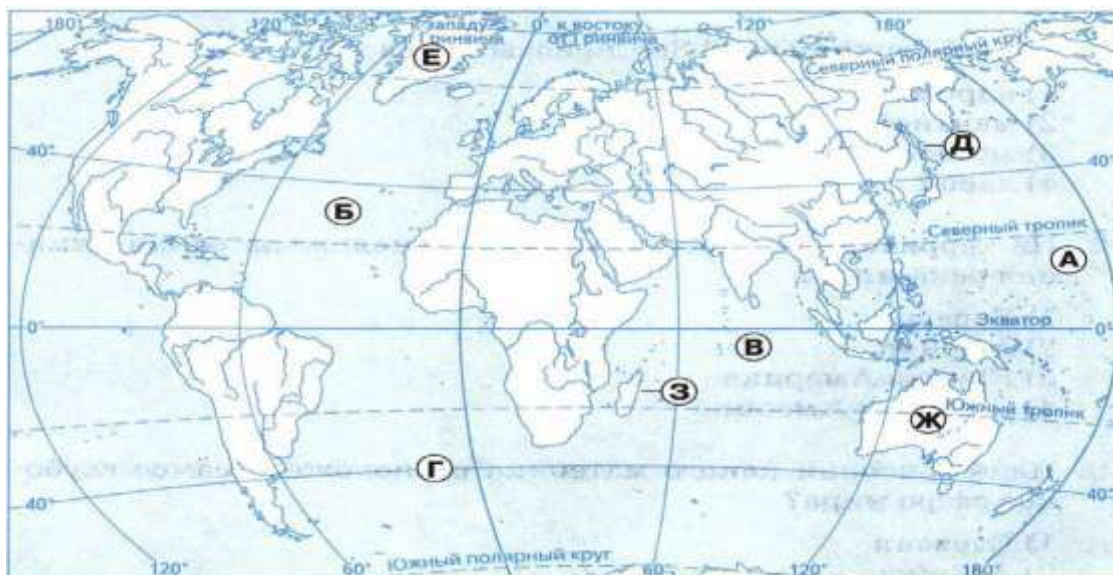 180° 120° к западу 0° к востоку 120° 180°
от Гринвича от Гринвича
Е
Северный полярный круг
Д
40° 40°
Б
Северный тропик
А
0° Экватор 0°
В
З
Южный тропик
Ж
Г
40° 40°
Южный полярный круг
120° 60° 0° 60° 120° 180°